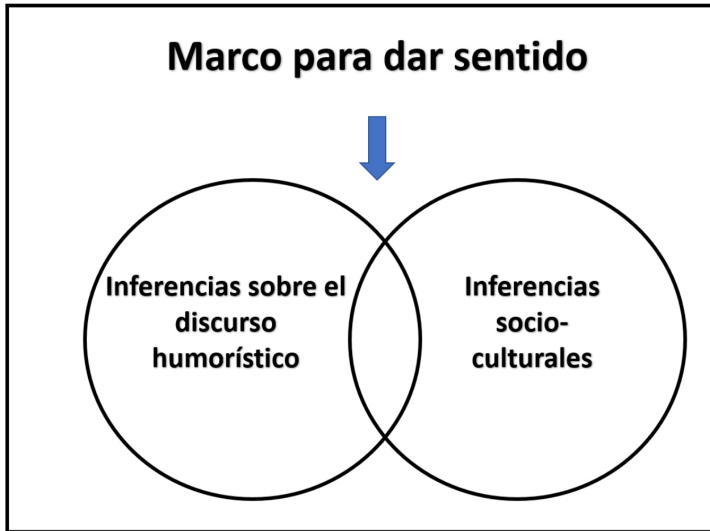 Marco para dar sentido
Inferencias sobre el
discurso
humorístico
Inferencias
socio-
culturales